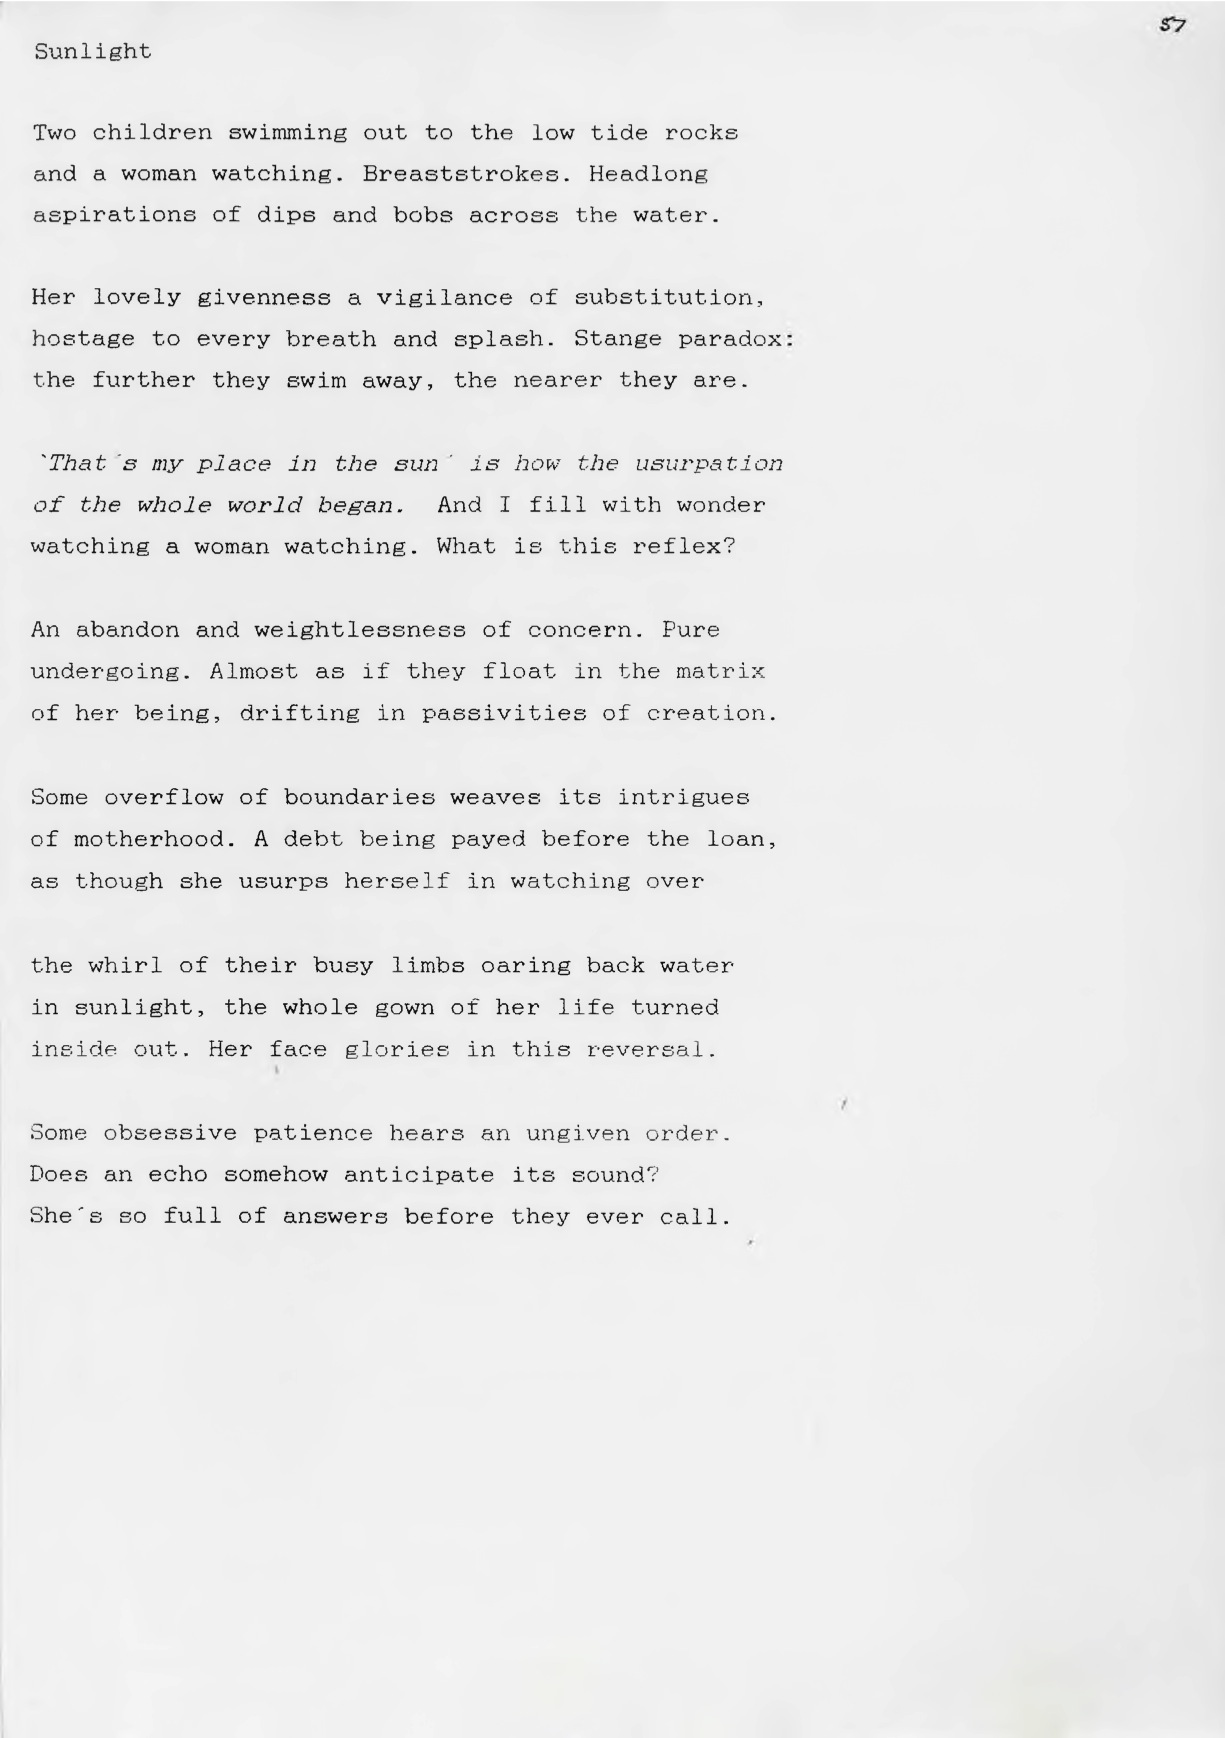 57
Sunlight
Two children swimming out to the low tide rocks
and a woman watching. Breaststrokes. Headlong
aspirations of dips and bobs across the water.
Her lovely givenness a vigilance of substitution,
hostage to every breath and splash. Stange paradox:
the further they swim away, the nearer they are.
`That´s my place in the sun´ is how the usurpation
of the whole world began. And I fill with wonder
watching a woman watching. What is this reflex?
An abandon and weightlessness of concern. Pure
undergoing. Almost as if they float in the matrix
of her being, drifting in passivities of creation.
Some overflow of boundaries weaves its intrigues
of motherhood. A debt being payed before the loan,
as though she usurps herself in watching over
the whirl of their busy limbs oaring back water
in sunlight, the whole gown of her life turned
inside out. Her face glories in this reversal.
Some obsessive patience hears an ungiven order.
Does an echo somehow anticipate its sound?
She´s so full of answers before they ever call.